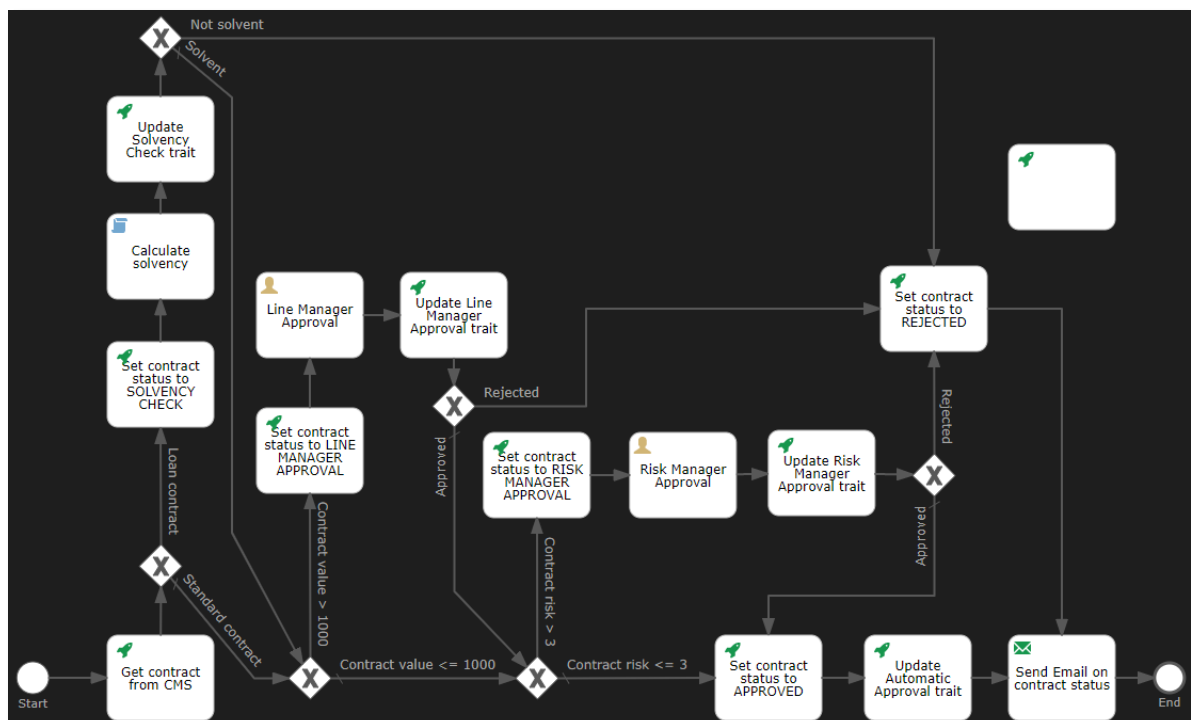 Not solvent
Solvent
Update
Solvency
Check trait
Calculate
solvency
Line Manager
Approval
Update Line
Manager
Approval trait
Set contract
status to
REJECTED
Set contract
status to
SOLVENCY
CHECK
Rejected
Set contract
status to LINE
MANAGER
APPROVAL
Approved
Set contract
status to RISK
MANAGER
APPROVAL
Risk Manager
Approval
Update Risk
Manager
Approval trait
Rejected
Approved
Loan contract
Contract value > 1000
Contract risk > 3
Standard contract
Start
Get contract
from CMS
Contract value <= 1000
Contract risk <= 3
Set contract
status to
APPROVED
Update
Automatic
Approval trait
Send Email on
contract status
End